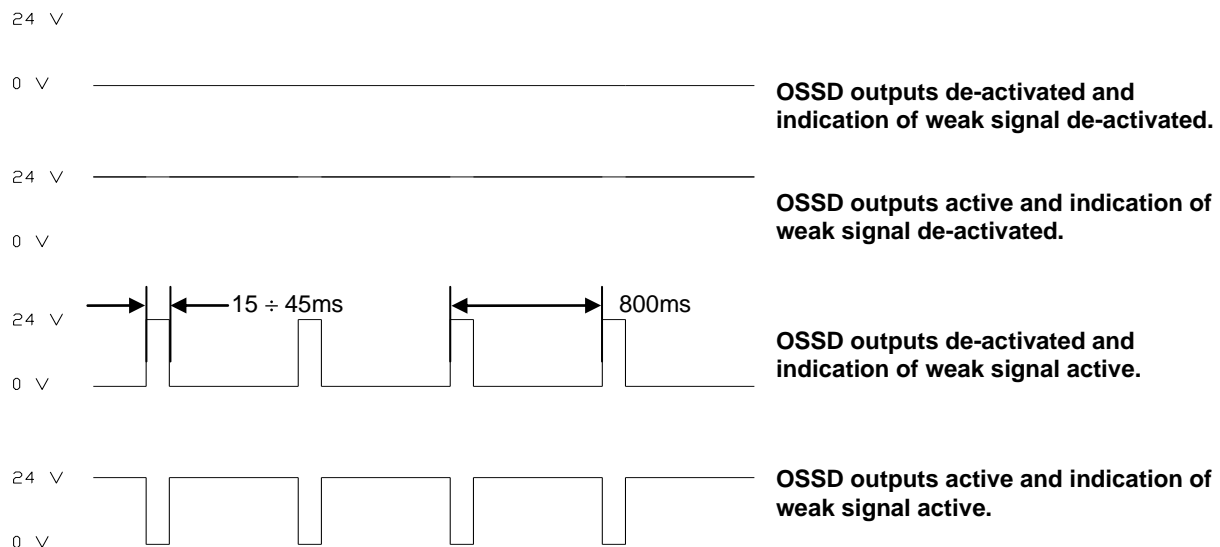 24 V
0 V
OSSD outputs de-activated and
indication of weak signal de-activated.
24 V
0 V
OSSD outputs active and indication of
weak signal de-activated.
15 ÷ 45ms
800ms
24 V
0 V
OSSD outputs de-activated and
indication of weak signal active.
24 V
0 V
OSSD outputs active and indication of
weak signal active.